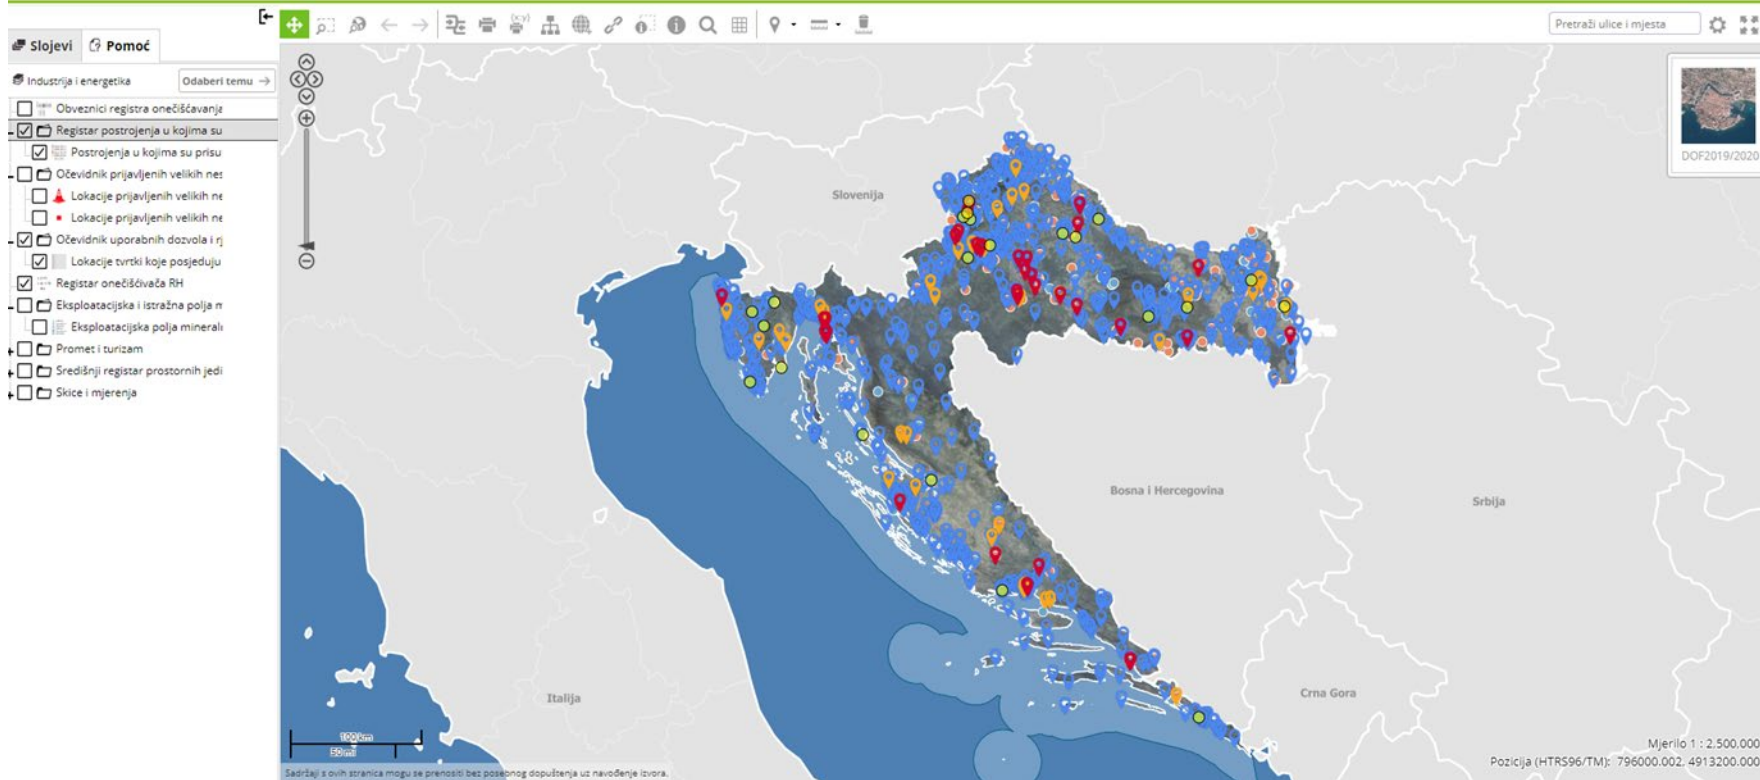 Pretraži ulice i mjesta
Slojevi
Pomoć
Industrija i energetika
Odaberi temu →
Obveznici registra onečišćavanja
Registar postrojenja u kojima su
Postrojenja u kojima su prisu
Očevidnik prijavljenih velikih nes
Lokacije prijavljenih velikih ne
Lokacije prijavljenih velikih ne
Očevidnik uporabnih dozvola i rj
Lokacije tvrtki koje posjeduju
Registar onečišćivača RH
Eksploatacijska i istražna polja m
Eksploatacijska polja minerali
Promet i turizam
Središnji registar prostornih jedi
Skice i mjerenja
(x;y)
DOF2019/2020
Slovenija
Bosna i Hercegovina
Srbija
Italija
Crna Gora
100 km
50 mi
Mjerilo 1 : 2.500.000
Pozicija (HTRS96/TM): 796000.002, 4913200.000
Sadržaji s ovih stranica mogu se prenositi bez posebnog dopuštenja uz navođenje izvora.